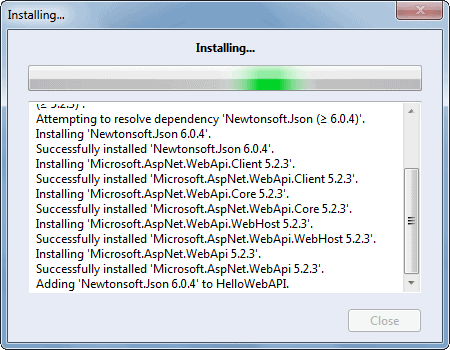 Installing...
Installing...
(≥ 5.2.3)'.
Attempting to resolve dependency 'Newtonsoft.Json (≥ 6.0.4)'.
Installing 'Newtonsoft.Json 6.0.4'.
Successfully installed 'Newtonsoft.Json 6.0.4'.
Installing 'Microsoft.AspNet.WebApi.Client 5.2.3'.
Successfully installed 'Microsoft.AspNet.WebApi.Client 5.2.3'.
Installing 'Microsoft.AspNet.WebApi.Core 5.2.3'.
Successfully installed 'Microsoft.AspNet.WebApi.Core 5.2.3'.
Installing 'Microsoft.AspNet.WebApi.WebHost 5.2.3'.
Successfully installed 'Microsoft.AspNet.WebApi.WebHost 5.2.3'.
Installing 'Microsoft.AspNet.WebApi 5.2.3'.
Successfully installed 'Microsoft.AspNet.WebApi 5.2.3'.
Adding 'Newtonsoft.Json 6.0.4' to HelloWebAPI.
Close